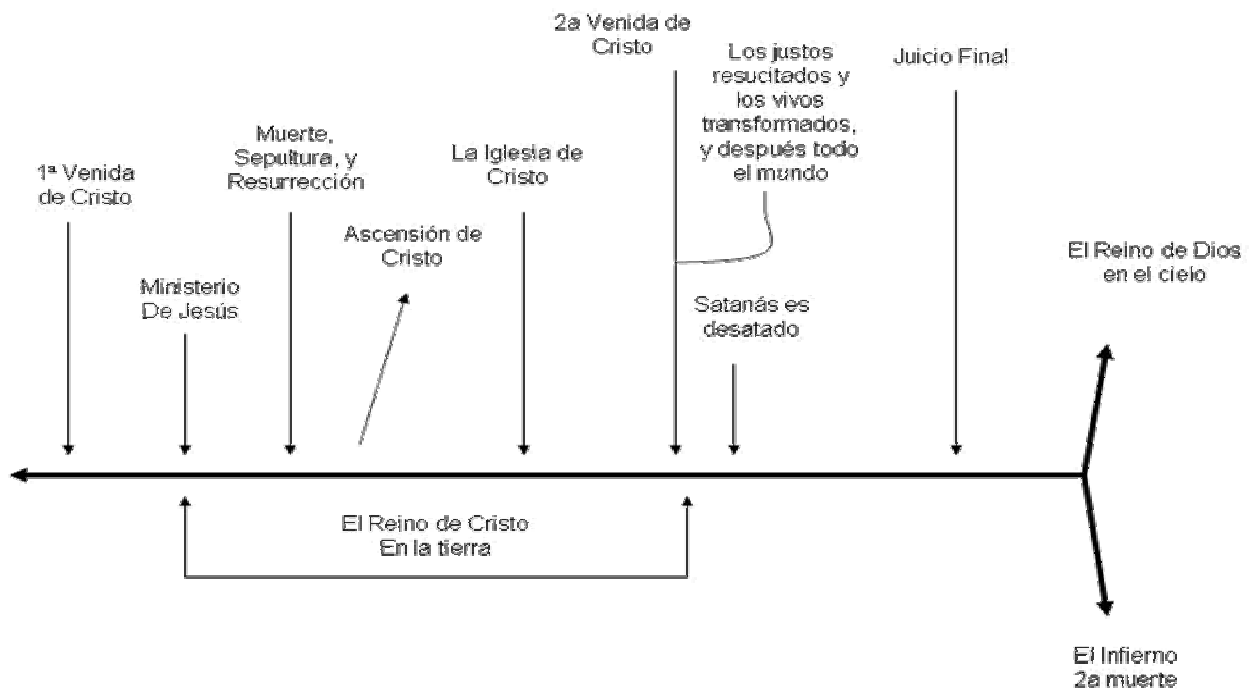 1ª Venida
de Cristo
Ministerio
De Jesús
Muerte,
Sepultura, y
Resurrección
Ascensión de
Cristo
La Iglesia de
Cristo
2a Venida de
Cristo
Los justos
resucitados y
los vivos
transformados,
y después todo
el mundo
Satanás es
desatado
Juicio Final
El Reino de Dios
en el cielo
El Reino de Cristo
En la tierra
El Infierno
2a muerte